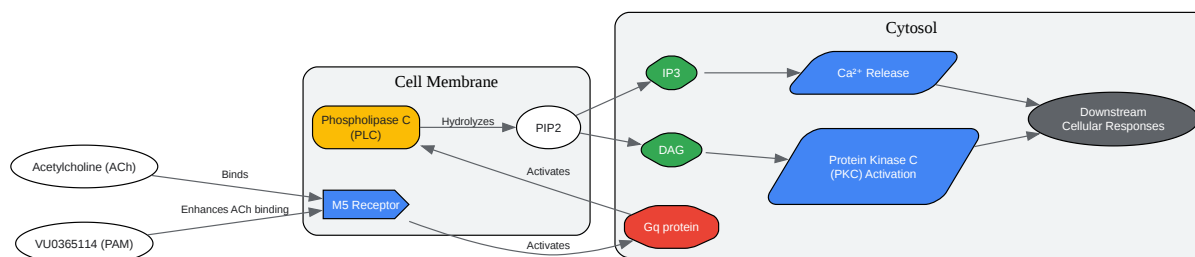 Cytosol
Cell Membrane
IP3
Ca²⁺ Release
Phospholipase C
(PLC)
Hydrolyzes
PIP2
Downstream
Cellular Responses
DAG
Protein Kinase C
(PKC) Activation
Acetylcholine (ACh)
Binds
Activates
M5 Receptor
Enhances ACh binding
Gq protein
VU0365114 (PAM)
Activates